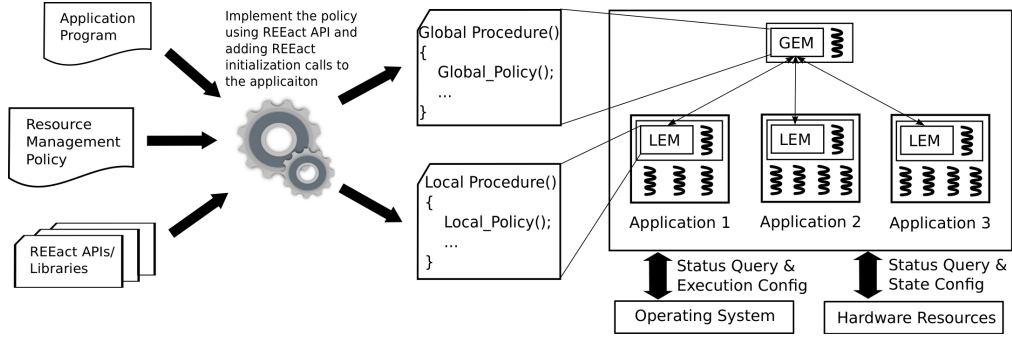 Application
Program
Resource
Management
Policy
REEact APIs/
Libraries
Implement the policy
using REEact API and
adding REEact
initialization calls to
the applicaiton
Global Procedure()
{
Global_Policy();
...
}
Local Procedure()
{
Local_Policy();
...
}
GEM
LEM
LEM
LEM
Application 1
Application 2
Application 3
Status Query &
Execution Config
Status Query &
State Config
Operating System
Hardware Resources